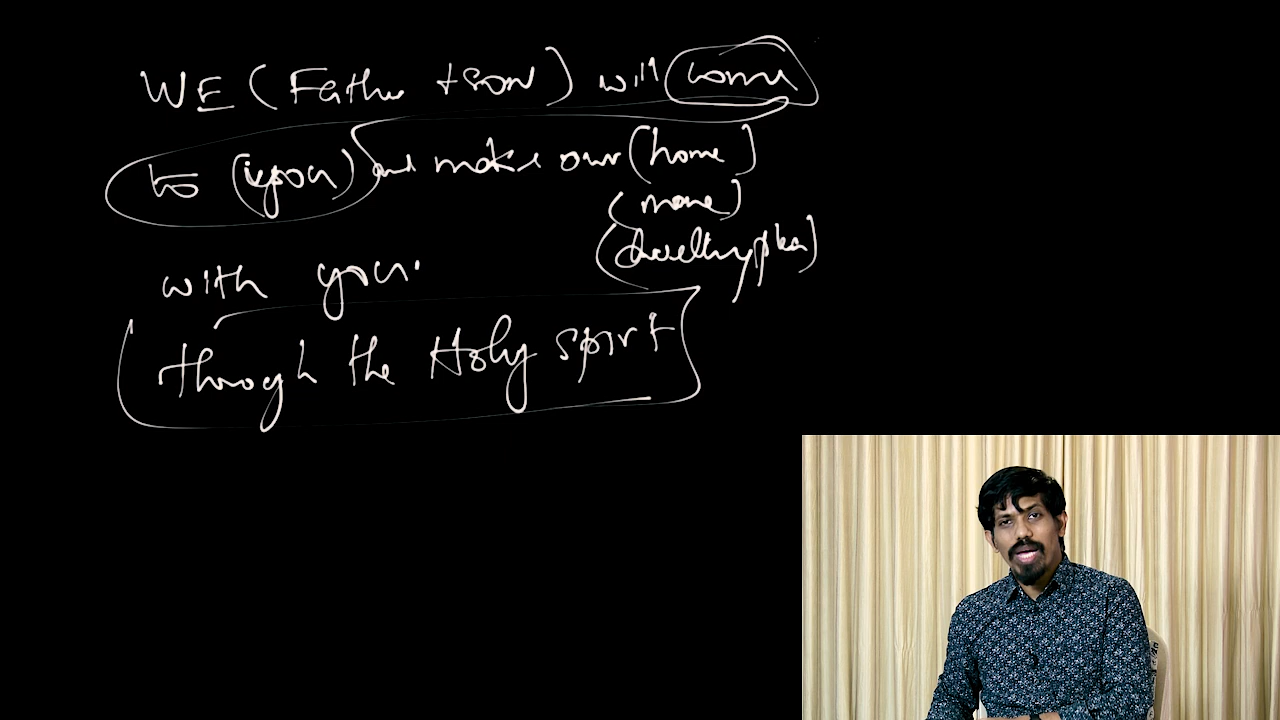 WE (Father + son) will come
to (you) and make our (home)
(mone)
(dwelling place)
with you.
through the Holy spirit